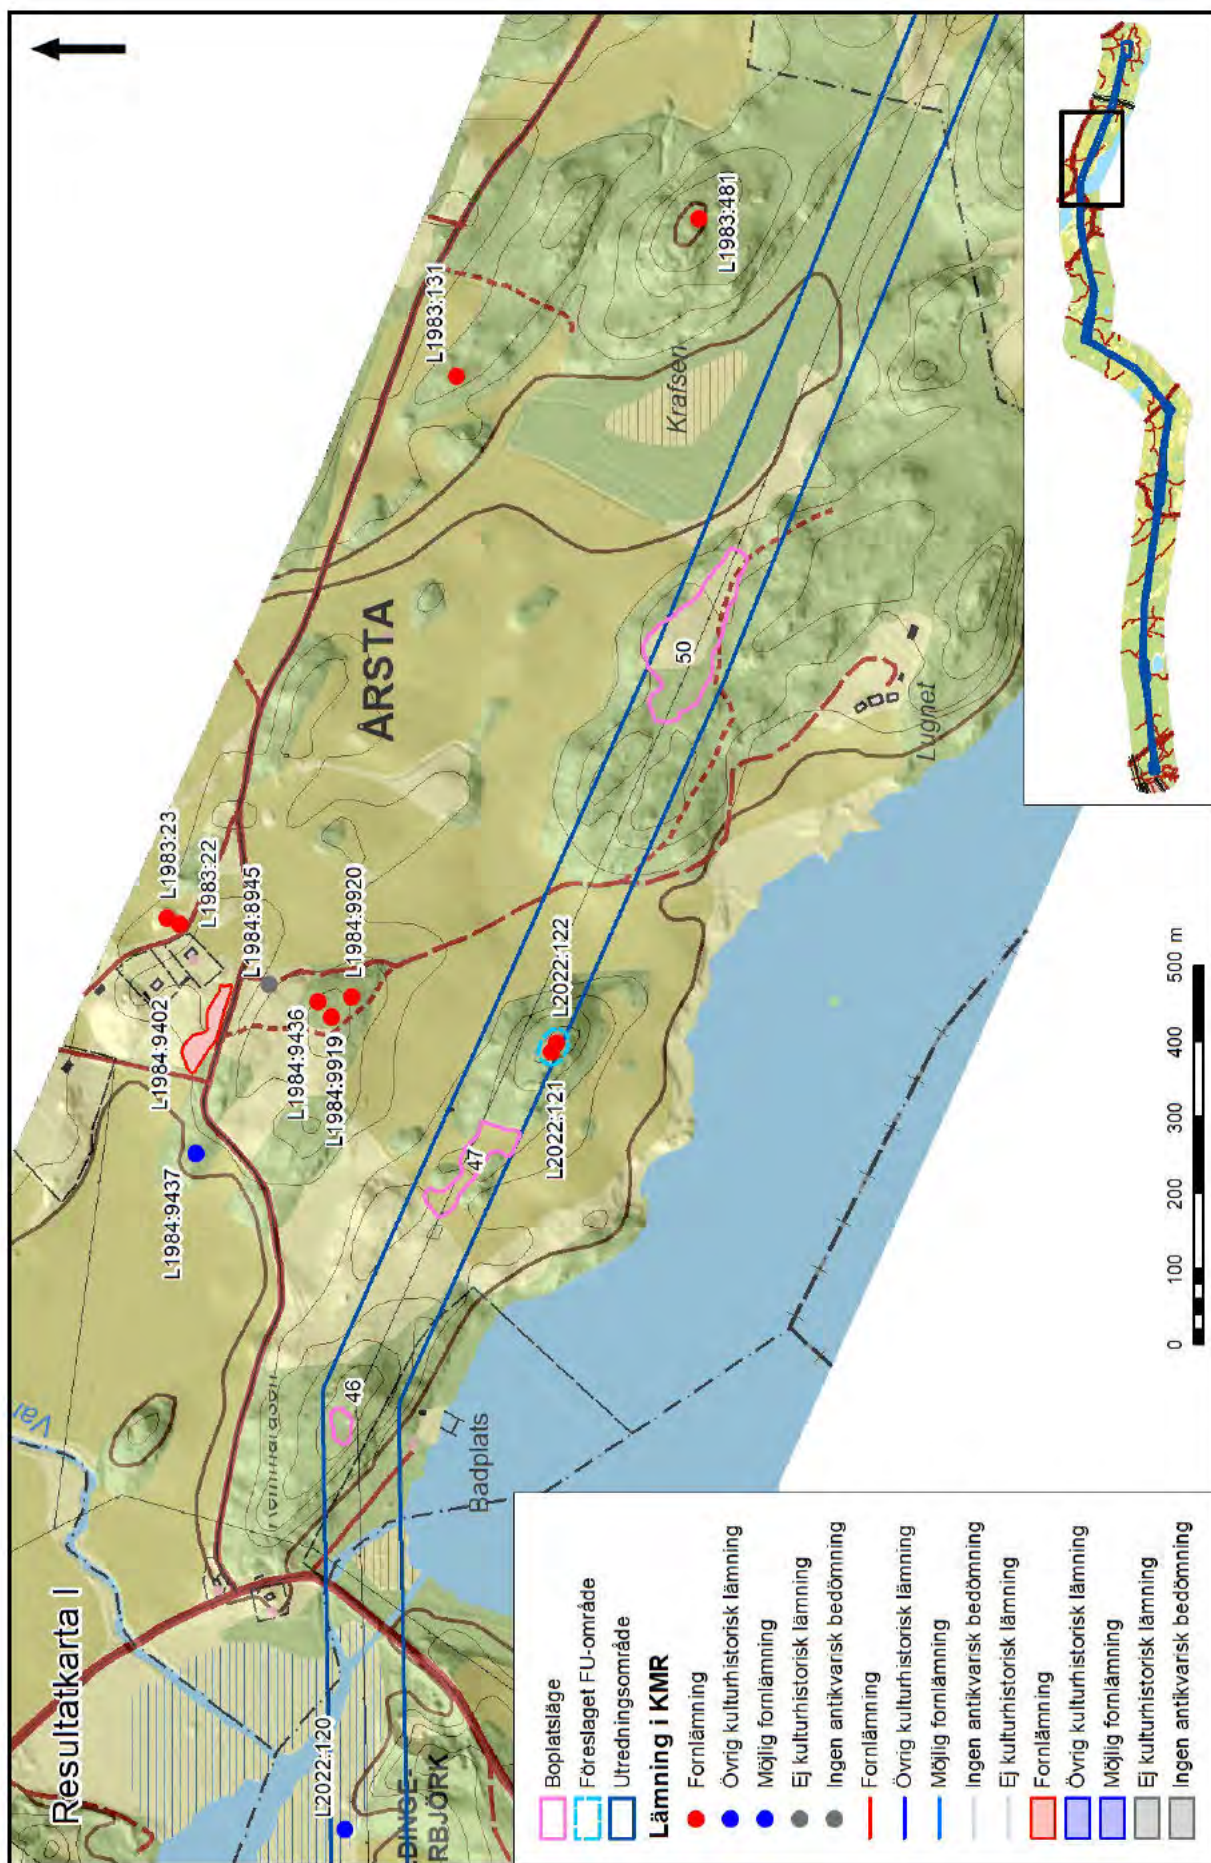 Resultatkarta I
L2022:120
BINGE-
RBJÖRK
Var
46
Badplats
L1984:9437
L1984:9402
L1984:9436
L1984:9919
L1984:8945
L1984:9920
L1983:23
L1983:22
47
L2022:121
L2022:122
ÅRSTA
50
Lugnet
L1983:131
Krafsen
L1983:481
Boplatsläge
Föreslaget FU-område
Utredningsområde
Lämning i KMR
Fornlämning
Övrig kulturhistorisk lämning
Möjlig fornlämning
Ej kulturhistorisk lämning
Ingen antikvarisk bedömning
Fornlämning
Övrig kulturhistorisk lämning
Möjlig fornlämning
Ingen antikvarisk bedömning
Ej kulturhistorisk lämning
Fornlämning
Övrig kulturhistorisk lämning
Möjlig fornlämning
Ej kulturhistorisk lämning
Ingen antikvarisk bedömning
0 100 200 300 400 500 m